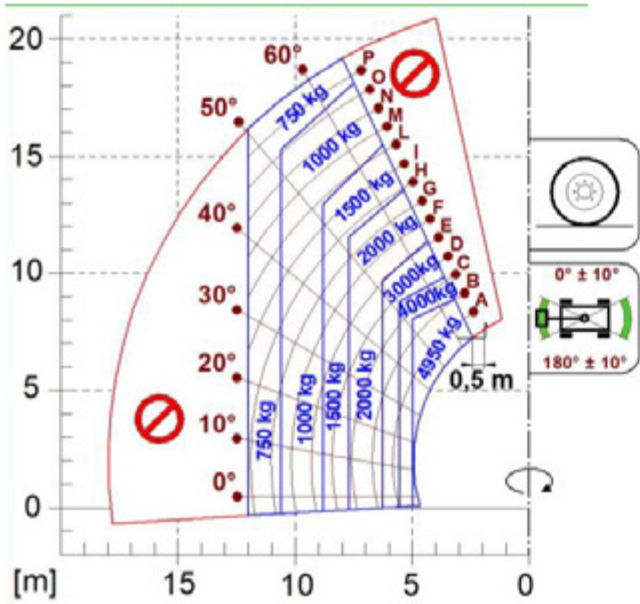 20
15
10
5
0
[m]
15
10
5
0
60°
50°
40°
30°
20°
10°
0°
P
O
N
M
L
I
H
G
F
E
D
C
B
A
750 kg
1000 kg
1500 kg
2000 kg
3000kg
4000kg
4950 kg
750 kg
1000 kg
1500 kg
2000 kg
0,5 m
0° ± 10°
180° ± 10°